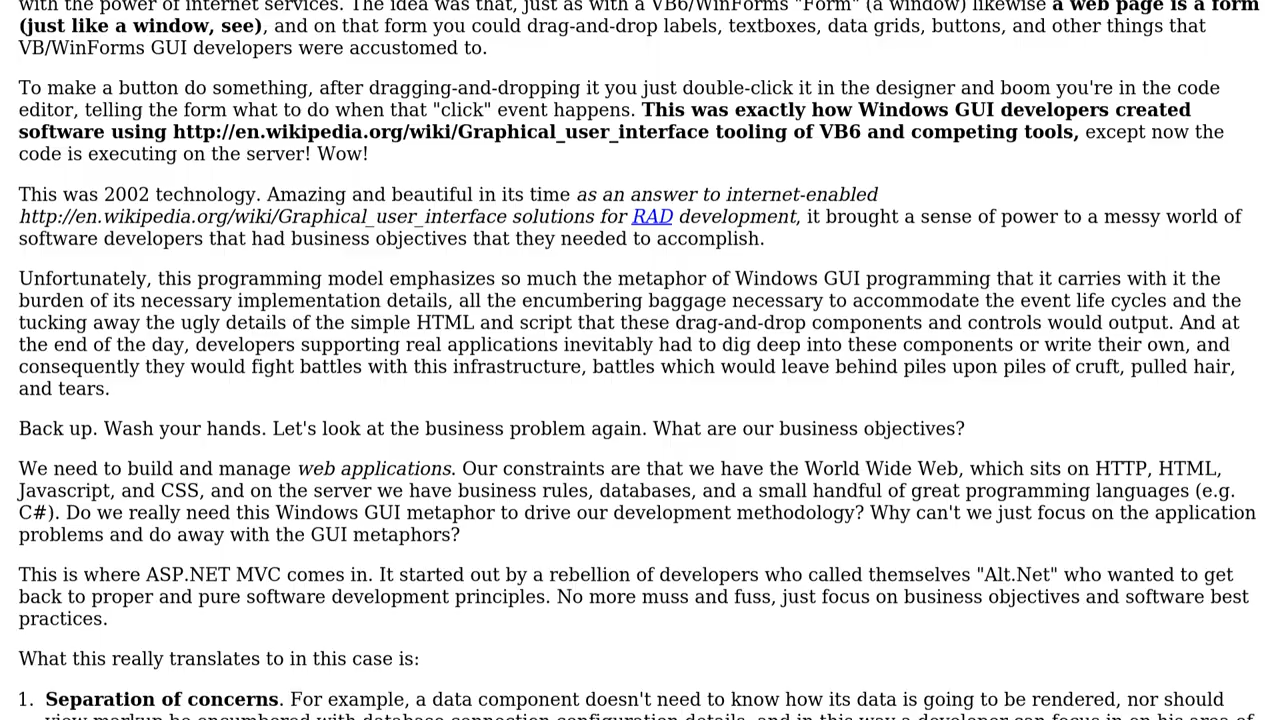 with the power of internet services. The idea was that, just as with a VB6/WinForms "Form" (a window) likewise a web page is a form
(just like a window, see), and on that form you could drag-and-drop labels, textboxes, data grids, buttons, and other things that
VB/WinForms GUI developers were accustomed to.
To make a button do something, after dragging-and-dropping it you just double-click it in the designer and boom you're in the code
editor, telling the form what to do when that "click" event happens. This was exactly how Windows GUI developers created
software using http://en.wikipedia.org/wiki/Graphical_user_interface tooling of VB6 and competing tools, except now the
code is executing on the server! Wow!
This was 2002 technology. Amazing and beautiful in its time as an answer to internet-enabled
http://en.wikipedia.org/wiki/Graphical_user_interface solutions for RAD development, it brought a sense of power to a messy world of
software developers that had business objectives that they needed to accomplish.
Unfortunately, this programming model emphasizes so much the metaphor of Windows GUI programming that it carries with it the
burden of its necessary implementation details, all the encumbering baggage necessary to accommodate the event life cycles and the
tucking away the ugly details of the simple HTML and script that these drag-and-drop components and controls would output. And at
the end of the day, developers supporting real applications inevitably had to dig deep into these components or write their own, and
consequently they would fight battles with this infrastructure, battles which would leave behind piles upon piles of cruft, pulled hair,
and tears.
Back up. Wash your hands. Let's look at the business problem again. What are our business objectives?
We need to build and manage web applications. Our constraints are that we have the World Wide Web, which sits on HTTP, HTML,
Javascript, and CSS, and on the server we have business rules, databases, and a small handful of great programming languages (e.g.
C#). Do we really need this Windows GUI metaphor to drive our development methodology? Why can't we just focus on the application
problems and do away with the GUI metaphors?
This is where ASP.NET MVC comes in. It started out by a rebellion of developers who called themselves "Alt.Net" who wanted to get
back to proper and pure software development principles. No more muss and fuss, just focus on business objectives and software best
practices.
What this really translates to in this case is:
1. Separation of concerns. For example, a data component doesn't need to know how its data is going to be rendered, nor should
view markup be encumbered with database connection configuration details, and in this way a developer can focus in on his area of